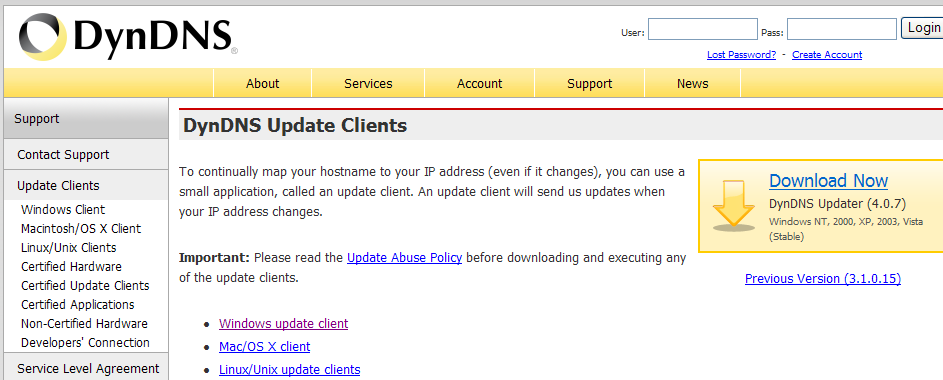 DynDNS®
User: Pass: Login
Lost Password? - Create Account
About Services Account Support News
Support
Contact Support
Update Clients
Windows Client
Macintosh/OS X Client
Linux/Unix Clients
Certified Hardware
Certified Update Clients
Certified Applications
Non-Certified Hardware
Developers' Connection
Service Level Agreement
DynDNS Update Clients
To continually map your hostname to your IP address (even if it changes), you can use a
small application, called an update client. An update client will send us updates when
your IP address changes.
Important: Please read the Update Abuse Policy before downloading and executing any
of the update clients.
• Windows update client
• Mac/OS X client
• Linux/Unix update clients
Download Now
DynDNS Updater (4.0.7)
Windows NT, 2000, XP, 2003, Vista
(Stable)
Previous Version (3.1.0.15)